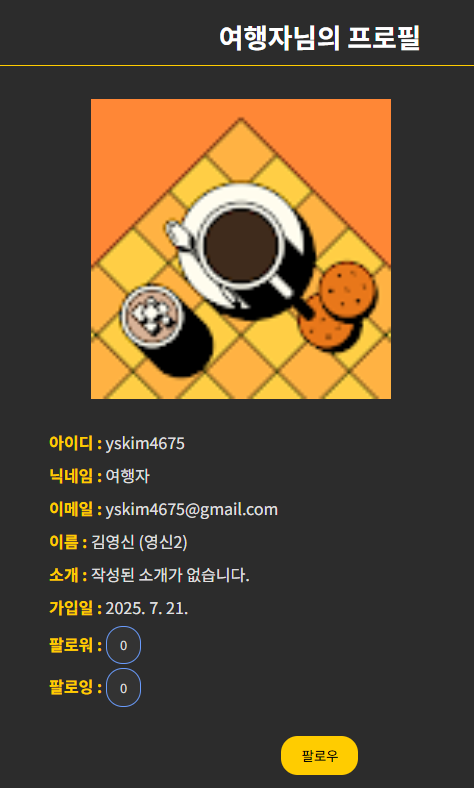 여행자님의 프로필
아이디 : yskim4675
닉네임 : 여행자
이메일 : yskim4675@gmail.com
이름 : 김영신 (영신2)
소개 : 작성된 소개가 없습니다.
가입일 : 2025. 7. 21.
팔로워 : 0
팔로잉 : 0
팔로우